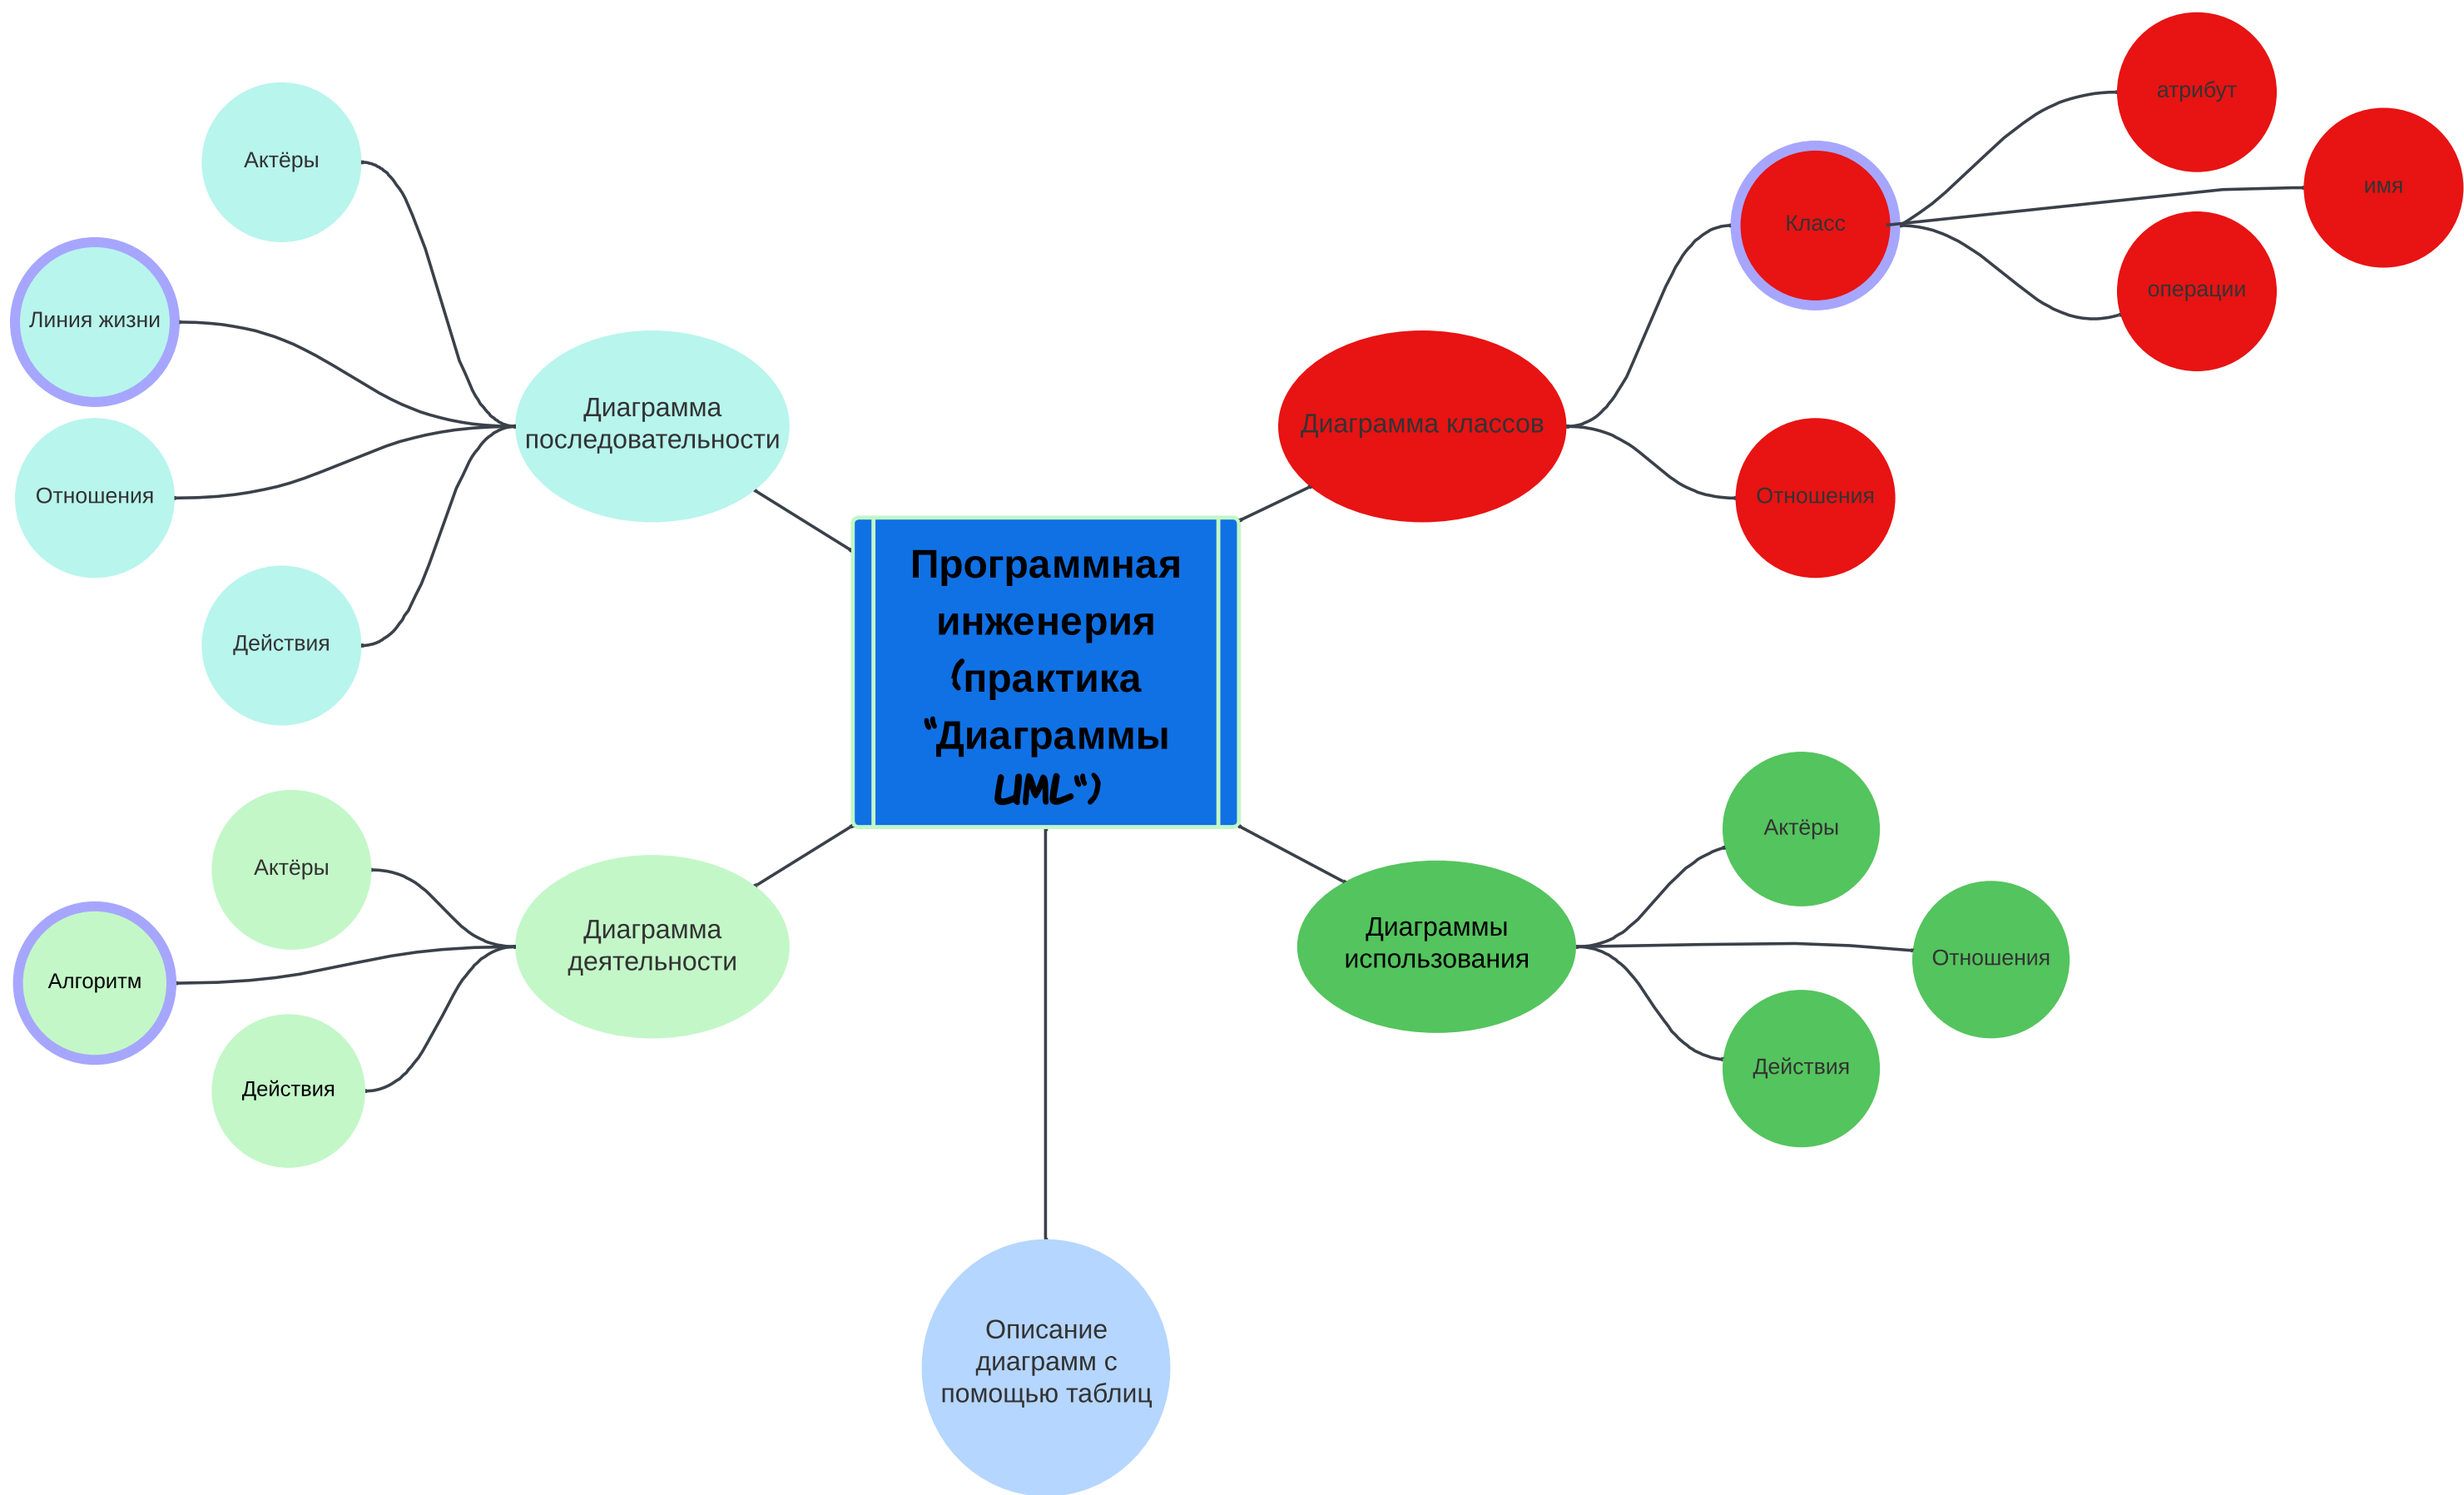 Актёры
Линия жизни
Отношения
Действия
Диаграмма
последовательности
Диаграмма классов
Класс
атрибут
имя
операции
Отношения
Программная
инженерия
(практика
"Диаграммы
UML")
Актёры
Алгоритм
Действия
Диаграмма
деятельности
Диаграммы
использования
Актёры
Отношения
Действия
Описание
диаграмм с
помощью таблиц